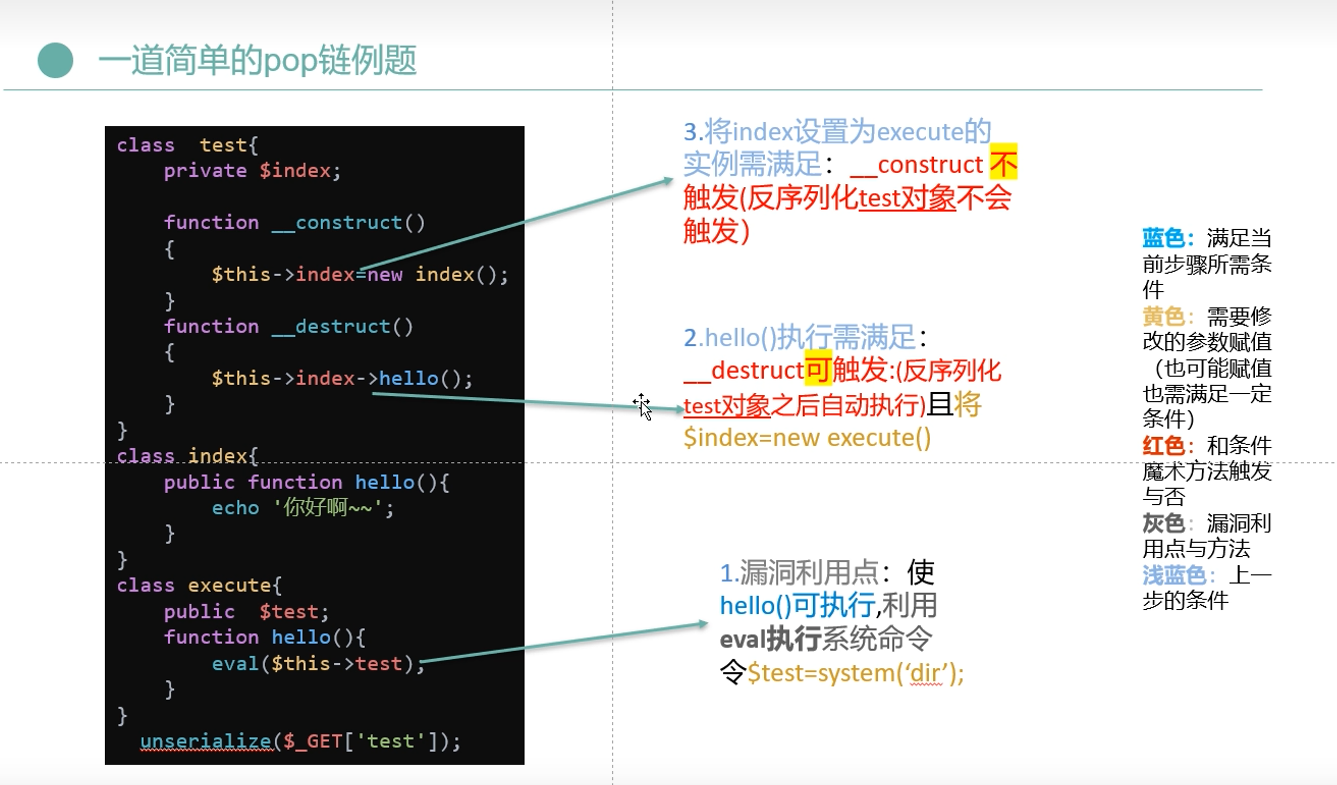 一道简单的pop链例题
class  test{
    private $index;
    function __construct()
    {
        $this->index=new index();
    }
    function __destruct()
    {
        $this->index->hello();
    }
}
class index{
    public function hello(){
        echo '你好啊~~';
    }
}
class execute{
    public  $test;
    function hello(){
        eval($this->test);
    }
}
  unserialize($_GET['test']);
3.将index设置为execute的
实例需满足：__construct 不
触发(反序列化test对象不会
触发）
2.hello()执行需满足：
__destruct可触发:(反序列化
test对象之后自动执行)且将
$index=new execute()
1.漏洞利用点：使
hello()可执行,利用
eval执行系统命令
令$test=system(‘dir’);
蓝色：满足当
前步骤所需条
件
黄色：需要修
改的参数赋值
（也可能赋值
也需满足一定
条件）
红色：和条件
魔术方法触发
与否
灰色：漏洞利
用点与方法
浅蓝色：上一
步的条件